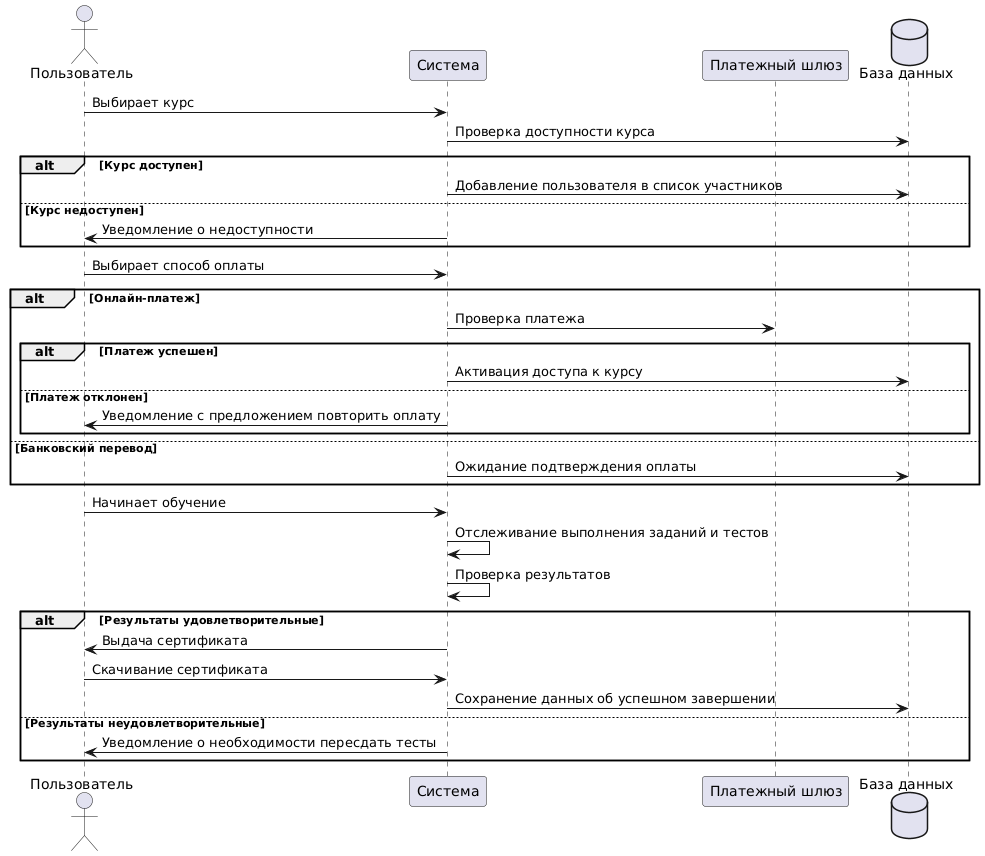 Пользователь
Система
Платежный шлюз
База данных
Выбирает курс
Проверка доступности курса
alt
[Курс доступен]
Добавление пользователя в список участников
[Курс недоступен]
Уведомление о недоступности
Выбирает способ оплаты
alt
[Онлайн-платеж]
Проверка платежа
alt
[Платеж успешен]
Активация доступа к курсу
[Платеж отклонен]
Уведомление с предложением повторить оплату
[Банковский перевод]
Ожидание подтверждения оплаты
Начинает обучение
Отслеживание выполнения заданий и тестов
Проверка результатов
alt
[Результаты удовлетворительные]
Выдача сертификата
Скачивание сертификата
Сохранение данных об успешном завершении
[Результаты неудовлетворительные]
Уведомление о необходимости пересдать тесты
Пользователь
Система
Платежный шлюз
База данных